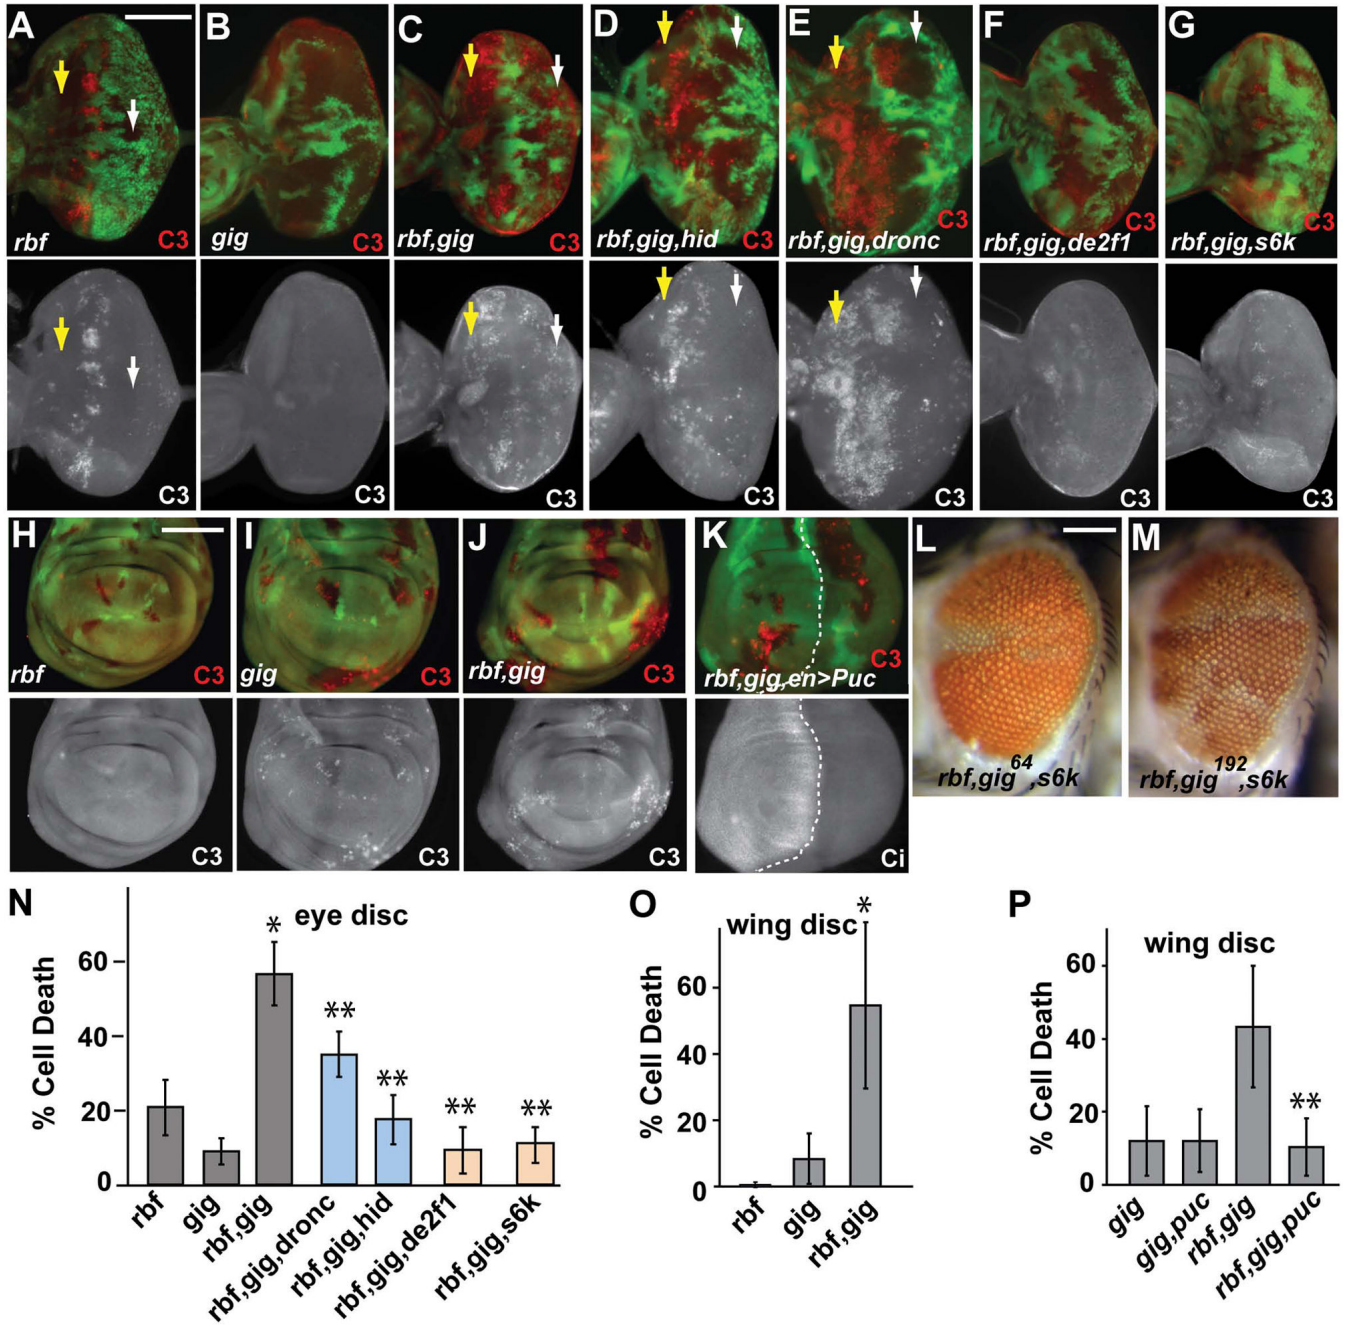 A B C D E F G
rbf C3 gig C3 rbf,gig C3 rbf,gig,hid C3 rbf,gig,dronc C3 rbf,gig,de2f1 C3 rbf,gig,s6k C3
C3 C3 C3 C3 C3 C3 C3
H I J K L M
rbf C3 gig C3 rbf,gig C3 rbf,gig,en>Puc C3 rbf,gig64,s6k rbf,gig192,s6k
C3 C3 C3 Ci
N
eye disc
% Cell Death
60
40
20
0
*
**
**
**
**
rbf
gig
rbf,gig
rbf,gig,dronc
rbf,gig,hid
rbf,gig,de2f1
rbf,gig,s6k
O
wing disc
% Cell Death
60
40
20
0
*
rbf
gig
rbf,gig
P
wing disc
% Cell Death
60
40
20
0
**
gig
gig,puc
rbf,gig
rbf,gig,puc